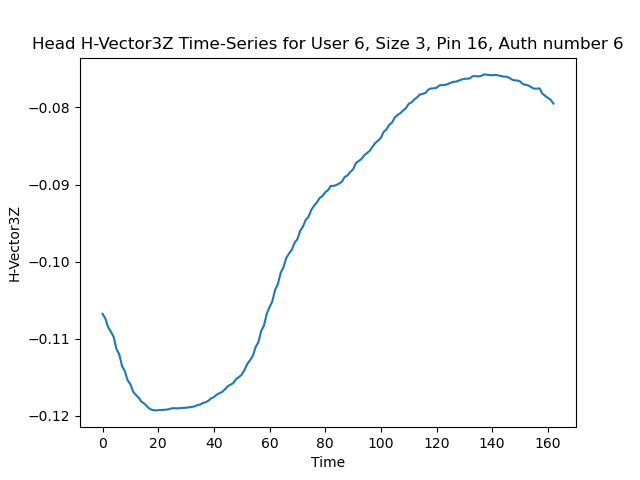 Head H-Vector3Z Time-Series for User 6, Size 3, Pin 16, Auth number 6
−0.08
−0.09
−0.10
−0.11
−0.12
H-Vector3Z
0 20 40 60 80 100 120 140 160
Time